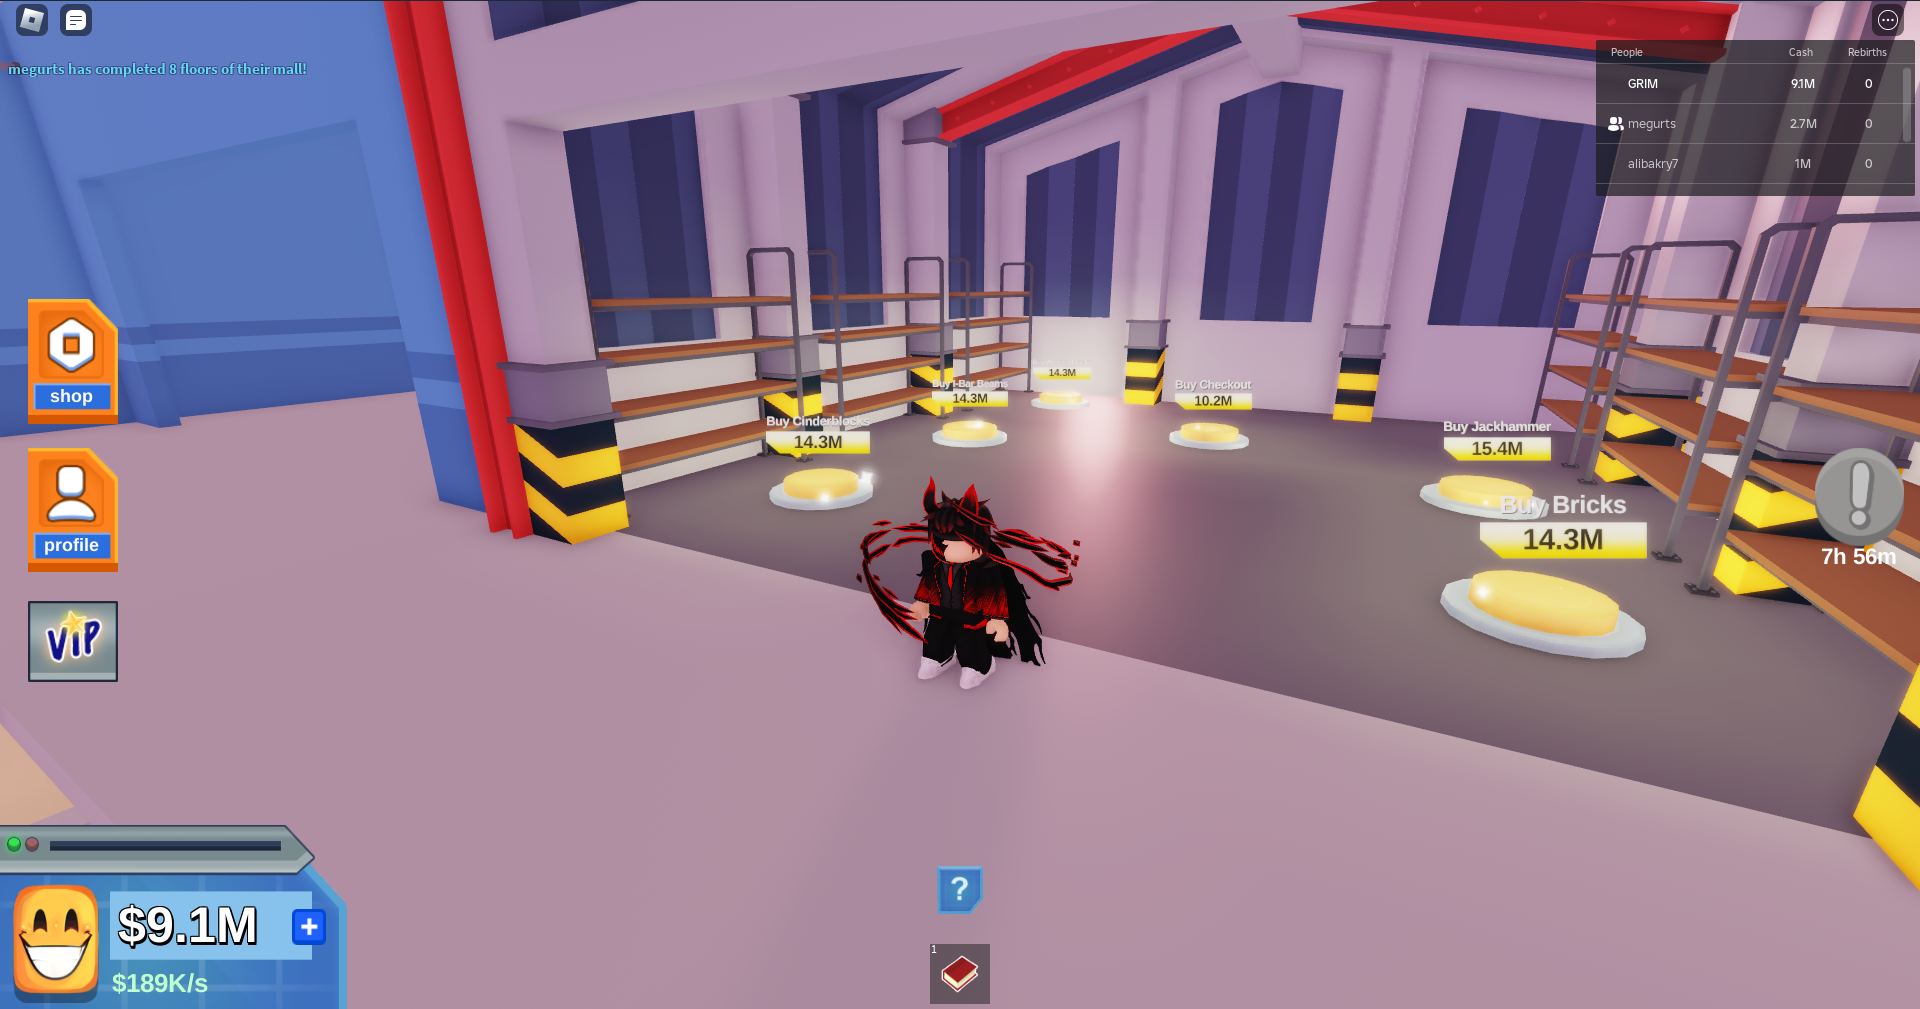 megurts has completed 8 floors of their mall!
People Cash Rebirths
GRIM 9.1M 0
megurts 2.7M 0
alibakry7 1M 0
shop
profile
VIP
14.3M
Buy I-Bar Beams
14.3M
Buy Checkout
10.2M
Buy Cinderblocks
14.3M
Buy Jackhammer
15.4M
Buy Bricks
14.3M
7h 56m
$9.1M
+
$189K/s
?
1